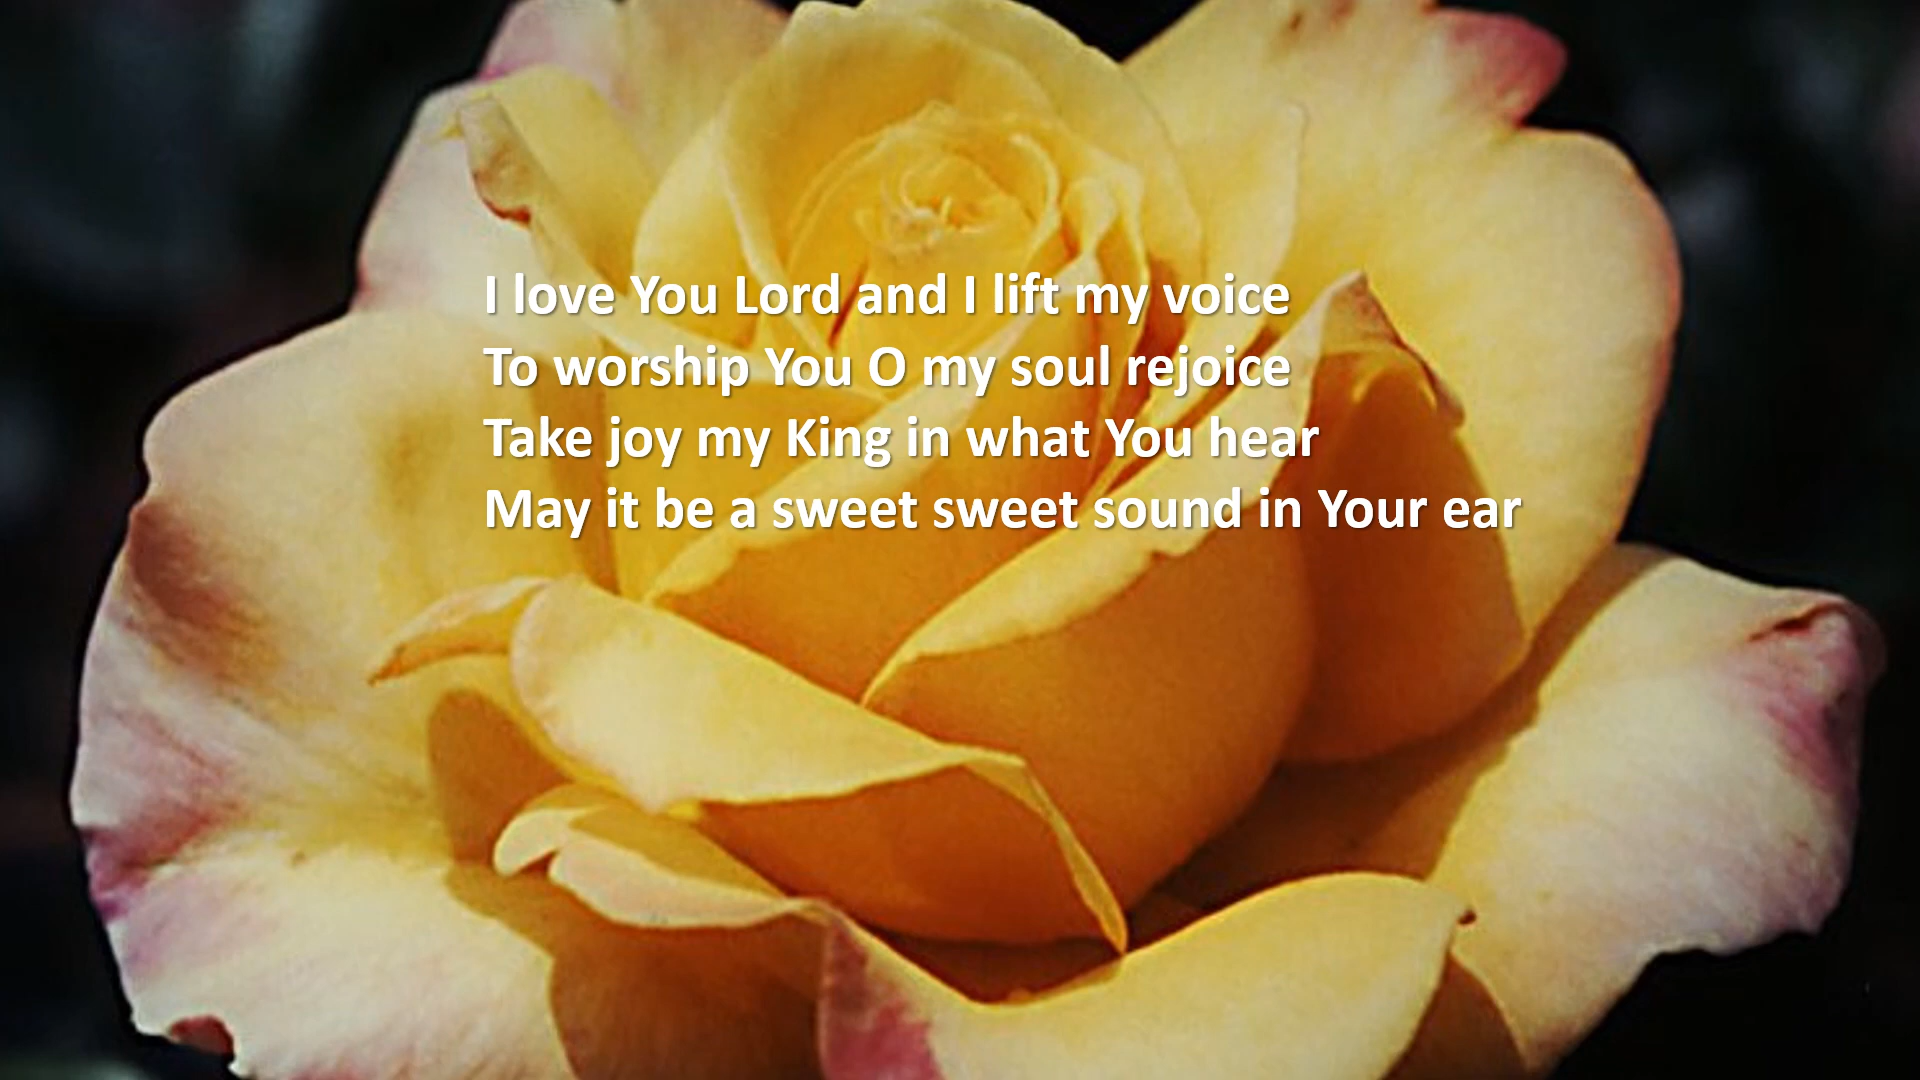 I love You Lord and I lift my voice
To worship You O my soul rejoice
Take joy my King in what You hear
May it be a sweet sweet sound in Your ear